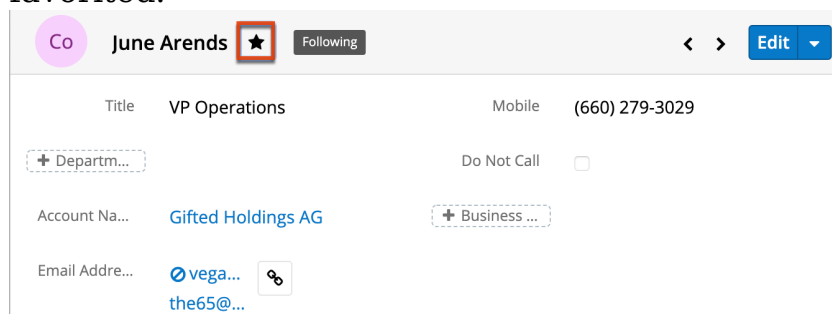 Co June Arends Following Edit
Title VP Operations Mobile (660) 279-3029
+ Departm... Do Not Call
Account Na... Gifted Holdings AG + Business ...
Email Addre... vega...
the65@...